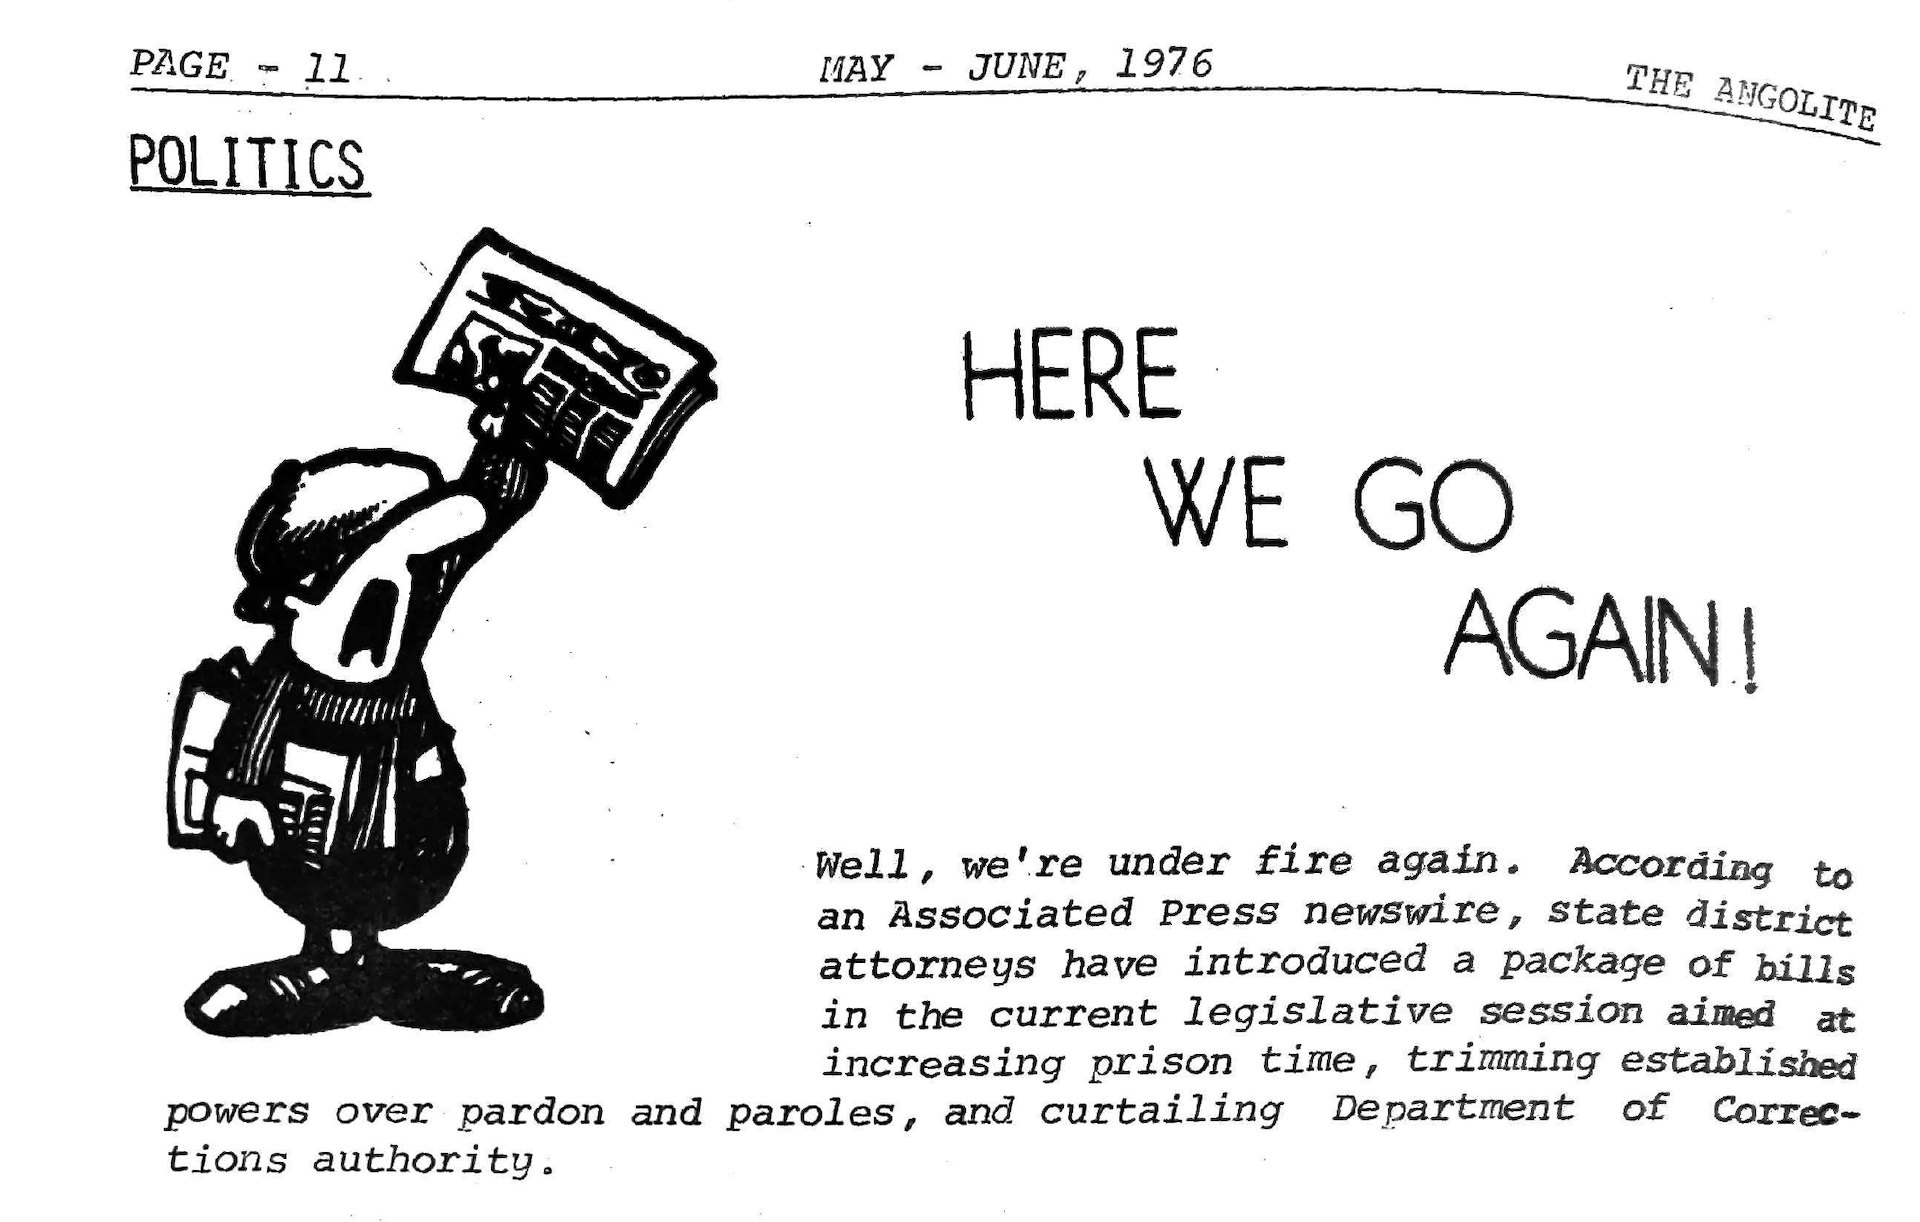 PAGE - 11 MAY - JUNE, 1976 THE ANGOLITE
POLITICS
HERE
WE GO
AGAIN!
Well, we're under fire again. According to
an Associated Press newswire, state district
attorneys have introduced a package of bills
in the current legislative session aimed at
increasing prison time, trimming established
powers over pardon and paroles, and curtailing Department of Correc-
tions authority.